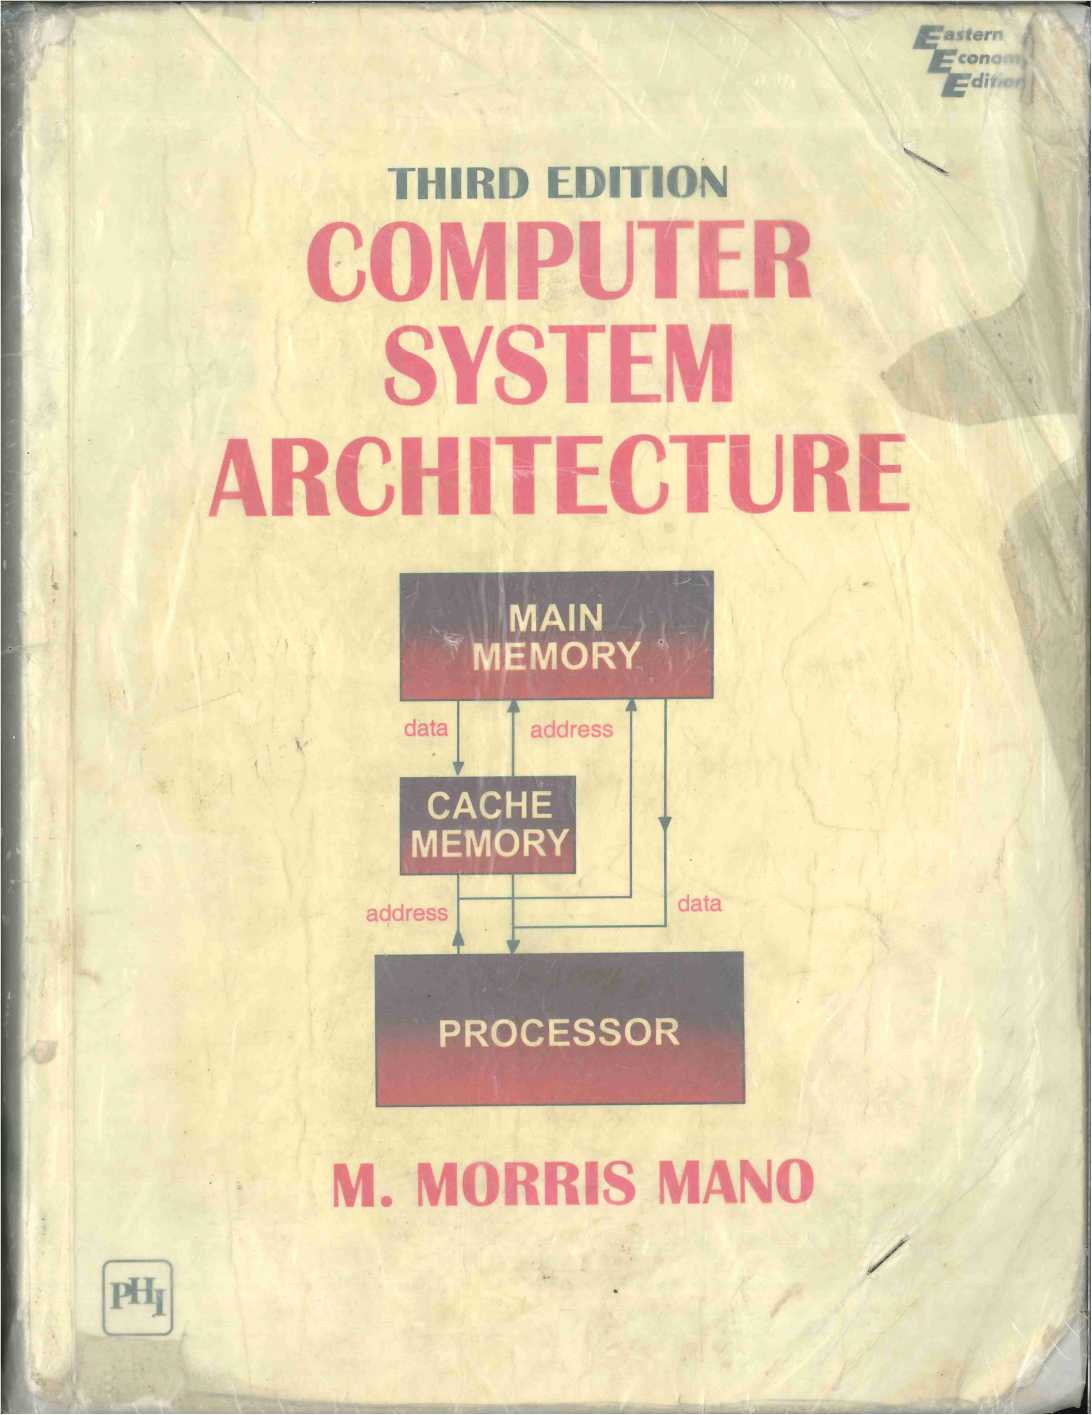 Eastern
Economy
Edition
THIRD EDITION
COMPUTER
SYSTEM
ARCHITECTURE
MAIN
MEMORY
data
address
CACHE
MEMORY
address
data
PROCESSOR
M. MORRIS MANO
PHI